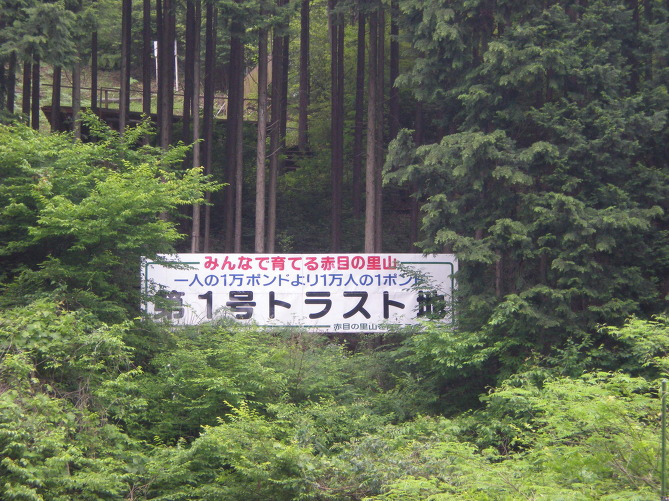 みんなで育てる赤目の里山
一人の1万ポンドより1万人の1ポンド
第1号トラスト地
赤目の里山を